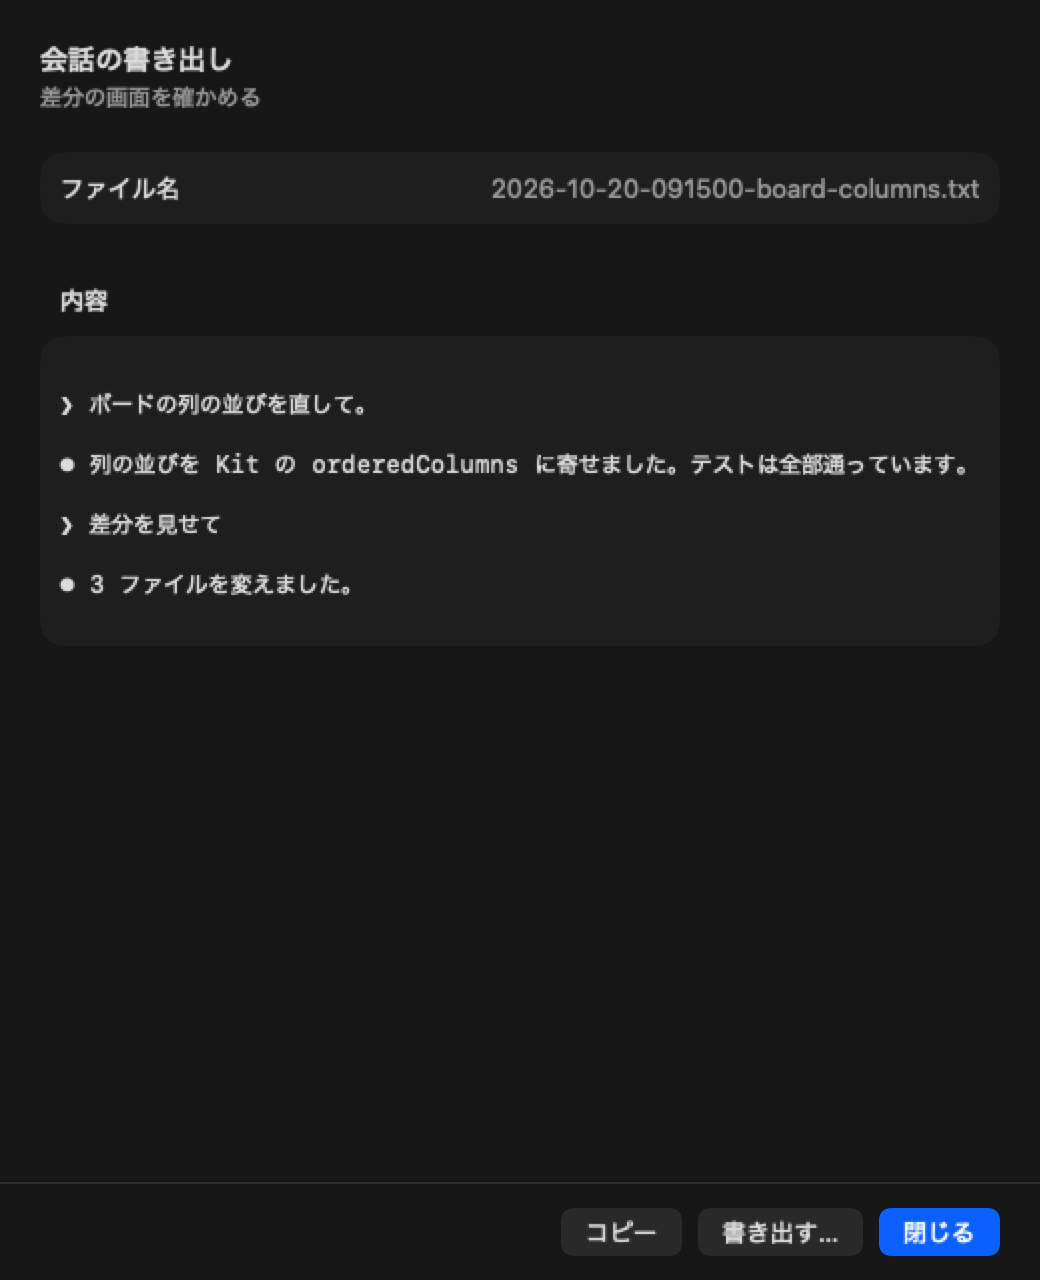 会話の書き出し
差分の画面を確かめる
ファイル名 2026-10-20-091500-board-columns.txt
内容
❯ ボードの列の並びを直して。
● 列の並びを Kit の orderedColumns に寄せました。テストは全部通っています。
❯ 差分を見せて
● 3 ファイルを変えました。
コピー 書き出す... 閉じる